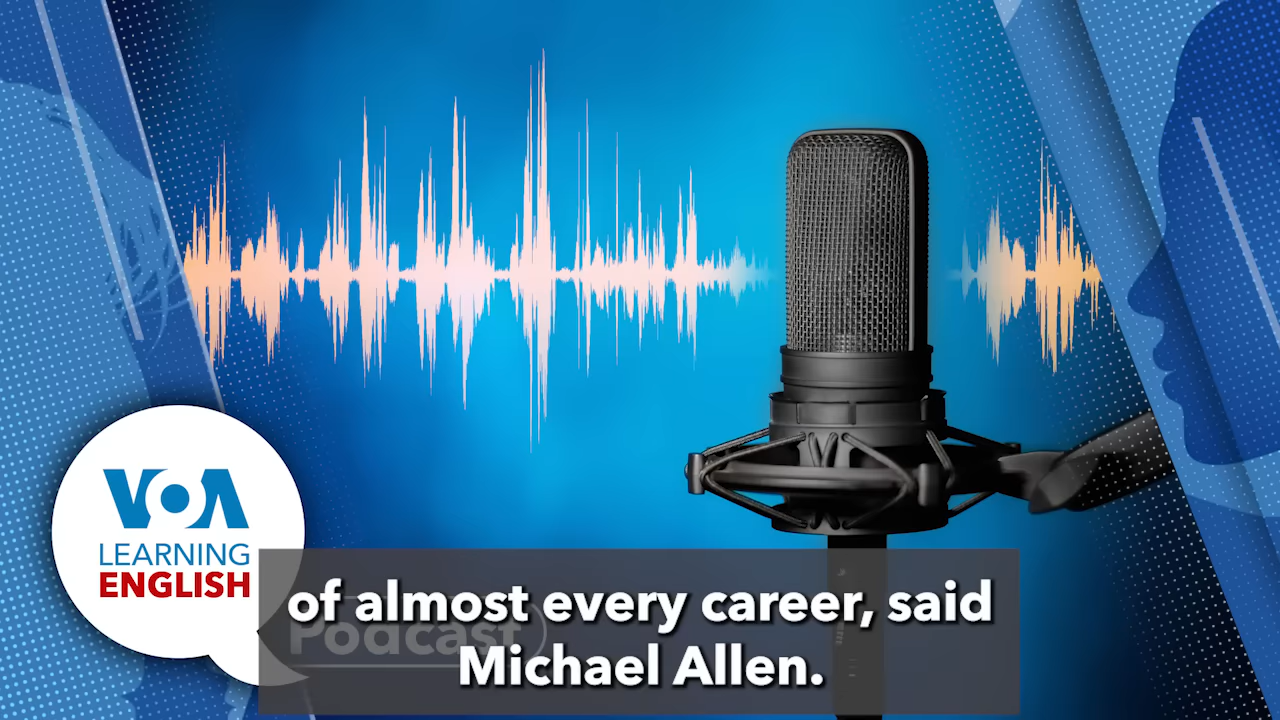 VOA
LEARNING
ENGLISH
Podcast
of almost every career, said
Michael Allen.